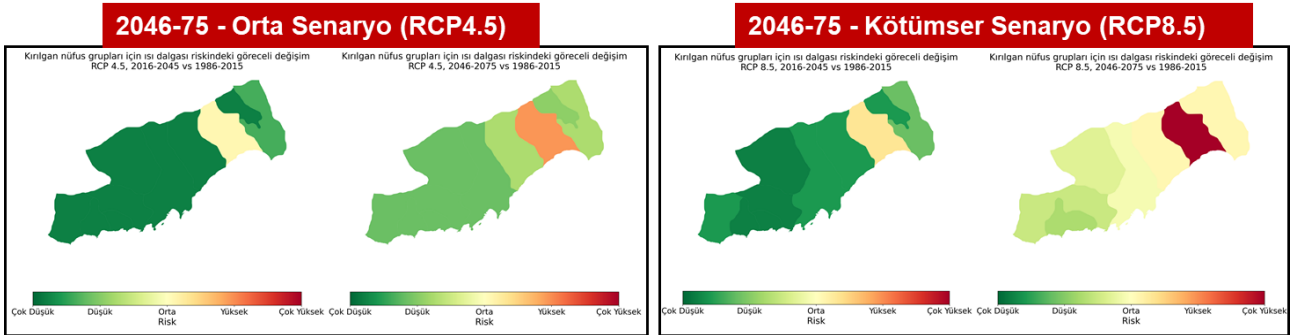 2046-75 - Orta Senaryo (RCP4.5)
Kırılgan nüfus grupları için ısı dalgası riskindeki göreceli değişim
RCP 4.5, 2016-2045 vs 1986-2015
Çok Düşük Düşük Orta Yüksek Çok Yüksek
Risk
Kırılgan nüfus grupları için ısı dalgası riskindeki göreceli değişim
RCP 4.5, 2046-2075 vs 1986-2015
Çok Düşük Düşük Orta Yüksek Çok Yüksek
Risk
2046-75 - Kötümser Senaryo (RCP8.5)
Kırılgan nüfus grupları için ısı dalgası riskindeki göreceli değişim
RCP 8.5, 2016-2045 vs 1986-2015
Çok Düşük Düşük Orta Yüksek Çok Yüksek
Risk
Kırılgan nüfus grupları için ısı dalgası riskindeki göreceli değişim
RCP 8.5, 2046-2075 vs 1986-2015
Çok Düşük Düşük Orta Yüksek Çok Yüksek
Risk